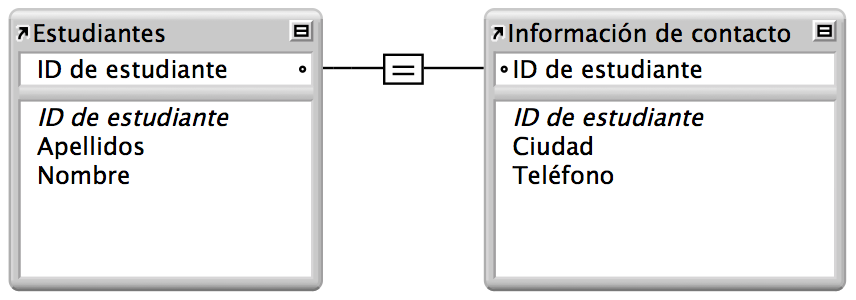 Estudiantes
ID de estudiante
ID de estudiante
Apellidos
Nombre
=
Información de contacto
ID de estudiante
ID de estudiante
Ciudad
Teléfono